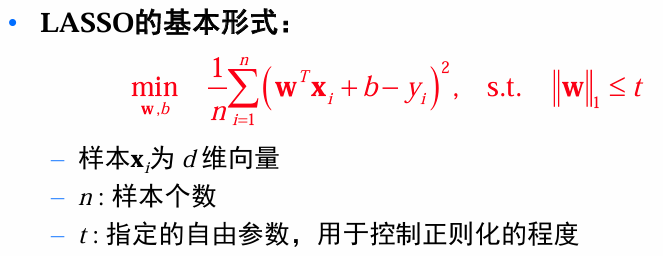 • LASSO的基本形式：
$$\min_{\mathbf{w},b} \quad \frac{1}{n}\sum_{i=1}^{n}\left(\mathbf{w}^T\mathbf{x}_i+b-y_i\right)^2, \quad \text{s.t.} \quad \|\mathbf{w}\|_1 \leq t$$
– 样本$\mathbf{x}_i$为 $d$ 维向量
– $n$ : 样本个数
– $t$ : 指定的自由参数，用于控制正则化的程度